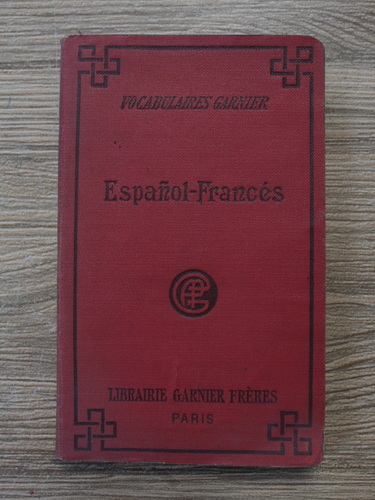 VOCABULAIRES GARNIER
Español-Francés
LIBRAIRIE GARNIER FRÈRES
PARIS